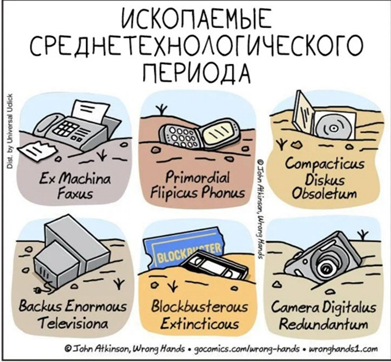 ИСКОПАЕМЫЕ
СРЕДНЕТЕХНОЛОГИЧЕСКОГО
ПЕРИОДА
Dist. by Universal Uclick
Ex Machina
Faxus
Primordial
Flipicus Phonus
Compacticus
Diskus
Obsoletum
© John Atkinson, Wrong Hands
Backus Enormous
Televisiona
BLOCKBUSTER
Blockbusterous
Extincticous
Camera Digitalus
Redundantum
© John Atkinson, Wrong Hands • gocomics.com/wrong-hands • wronghands1.com